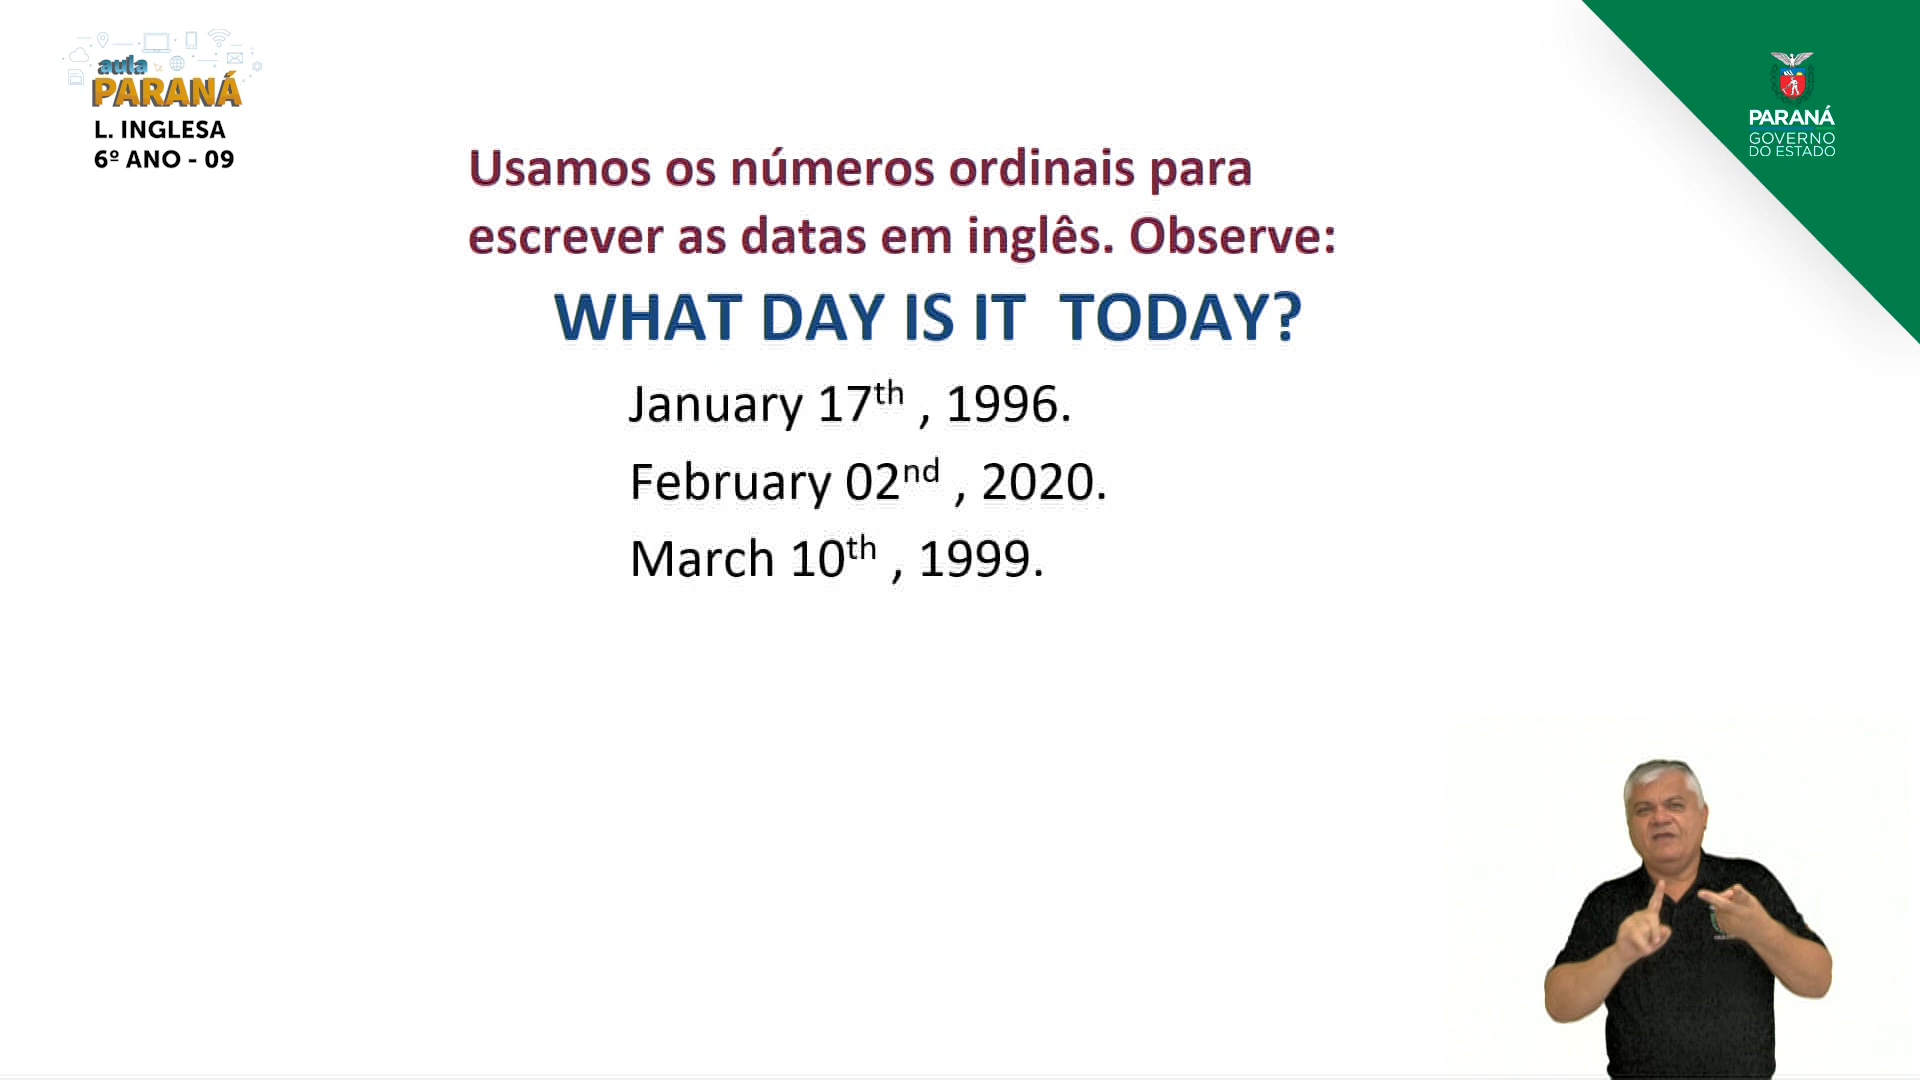 aula
PARANÁ
L. INGLESA
6º ANO - 09
PARANÁ
GOVERNO
DO ESTADO
Usamos os números ordinais para
escrever as datas em inglês. Observe:
WHAT DAY IS IT TODAY?
January 17th , 1996.
February 02nd , 2020.
March 10th , 1999.